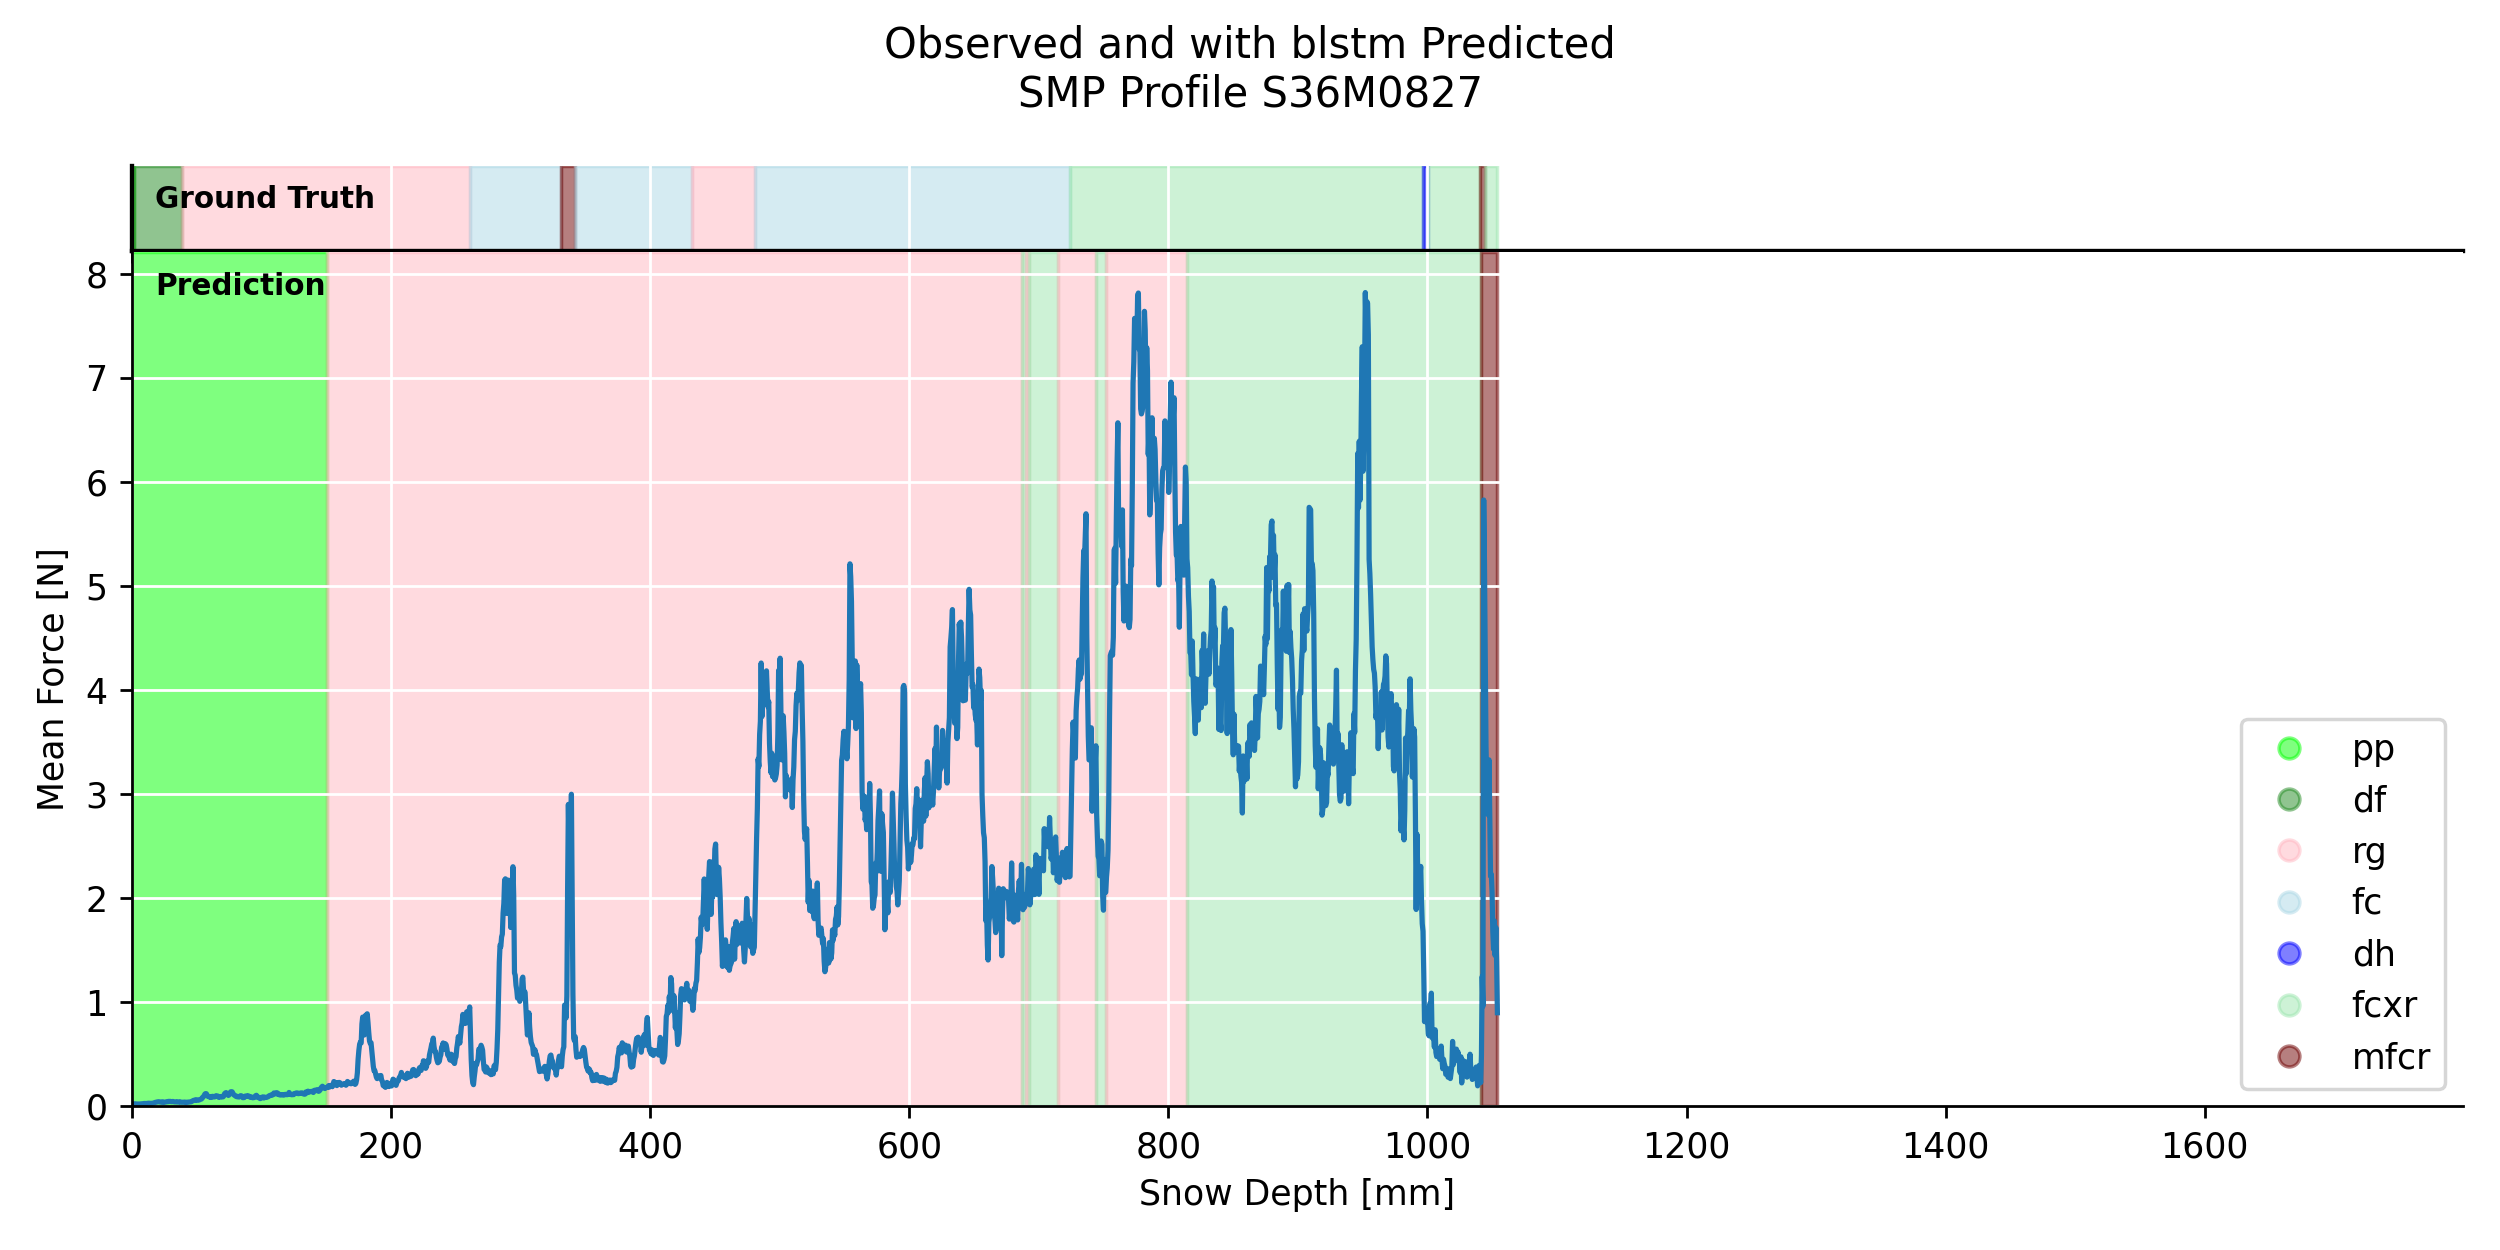 Observed and with blstm Predicted
SMP Profile S36M0827
Ground Truth
Prediction
8
7
6
5
4
3
2
1
0
Mean Force [N]
0 200 400 600 800 1000 1200 1400 1600
Snow Depth [mm]
pp
df
rg
fc
dh
fcxr
mfcr